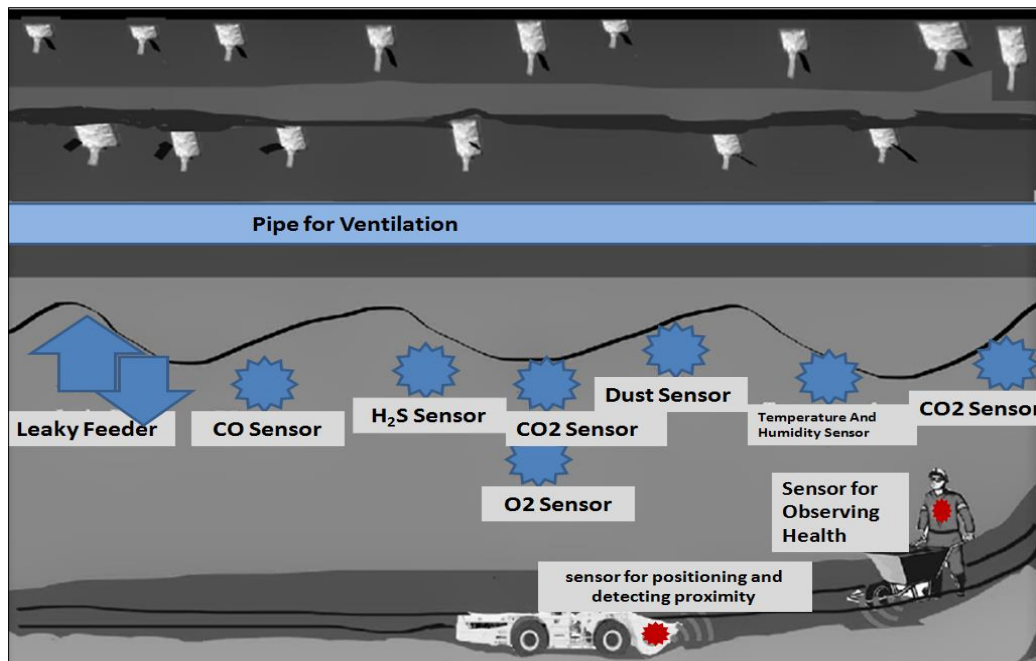 Pipe for Ventilation
Leaky Feeder
CO Sensor
H₂S Sensor
CO2 Sensor
Dust Sensor
Temperature And
Humidity Sensor
CO2 Sensor
O2 Sensor
Sensor for
Observing
Health
sensor for positioning and
detecting proximity